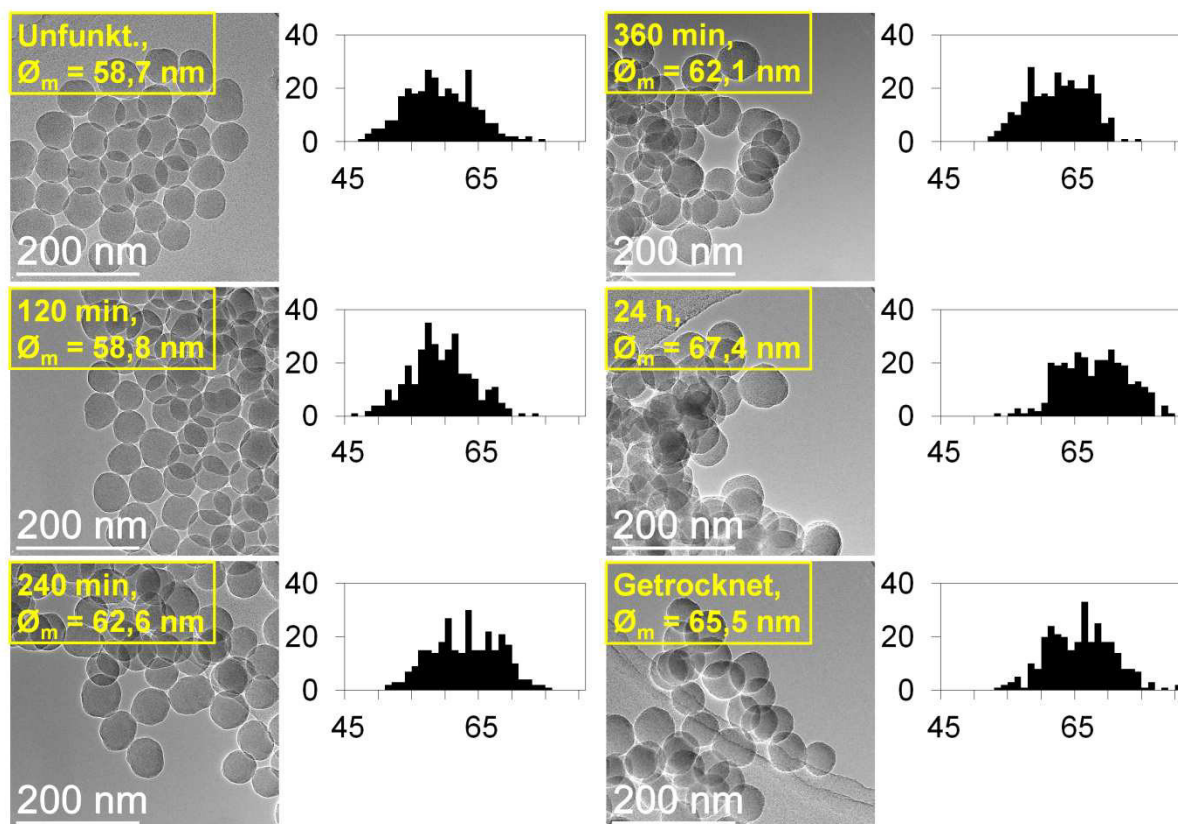 Unfunkt.,
Øm = 58,7 nm
200 nm
40
20
0
45
65
360 min,
Øm = 62,1 nm
200 nm
40
20
0
45
65
120 min,
Øm = 58,8 nm
200 nm
40
20
0
45
65
24 h,
Øm = 67,4 nm
200 nm
40
20
0
45
65
240 min,
Øm = 62,6 nm
200 nm
40
20
0
45
65
Getrocknet,
Øm = 65,5 nm
200 nm
40
20
0
45
65